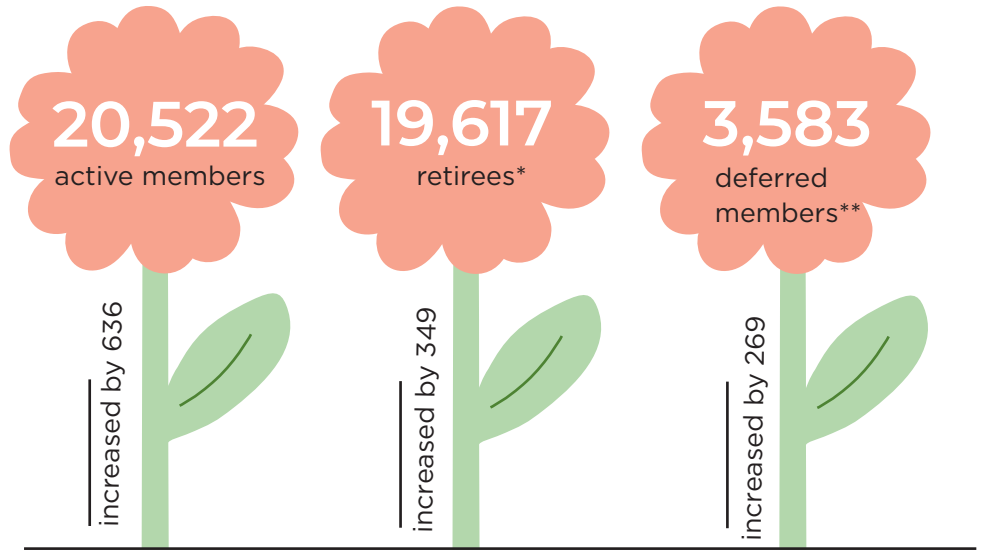 20,522
active members
increased by 636
19,617
retirees*
increased by 349
3,583
deferred
members**
increased by 269